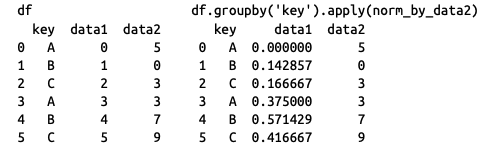 df                       df.groupby('key').apply(norm_by_data2)
  key  data1  data2        key     data1  data2
0   A      0      5      0   A  0.000000      5
1   B      1      0      1   B  0.142857      0
2   C      2      3      2   C  0.166667      3
3   A      3      3      3   A  0.375000      3
4   B      4      7      4   B  0.571429      7
5   C      5      9      5   C  0.416667      9